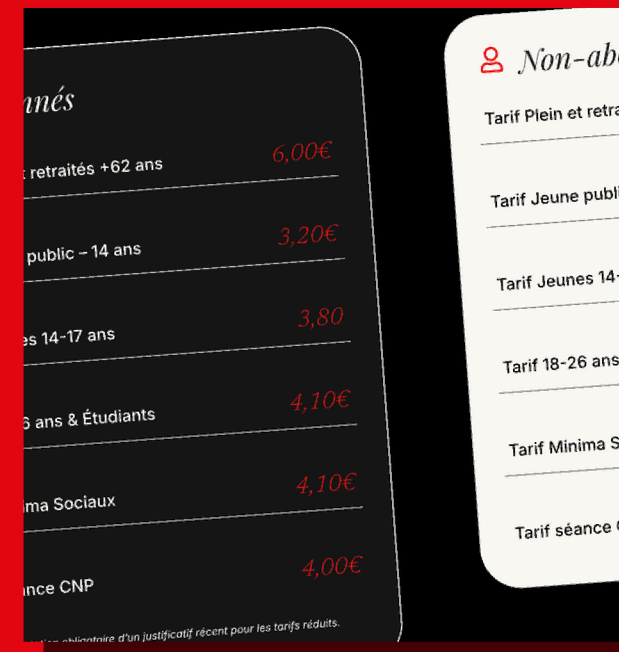 nnés
retraités +62 ans 6,00€
public – 14 ans 3,20€
es 14-17 ans 3,80
6 ans & Étudiants 4,10€
ima Sociaux 4,10€
nce CNP 4,00€
obligatoire d'un justificatif récent pour les tarifs réduits.
Non-abo
Tarif Plein et retra
Tarif Jeune publi
Tarif Jeunes 14-
Tarif 18-26 ans
Tarif Minima S
Tarif séance